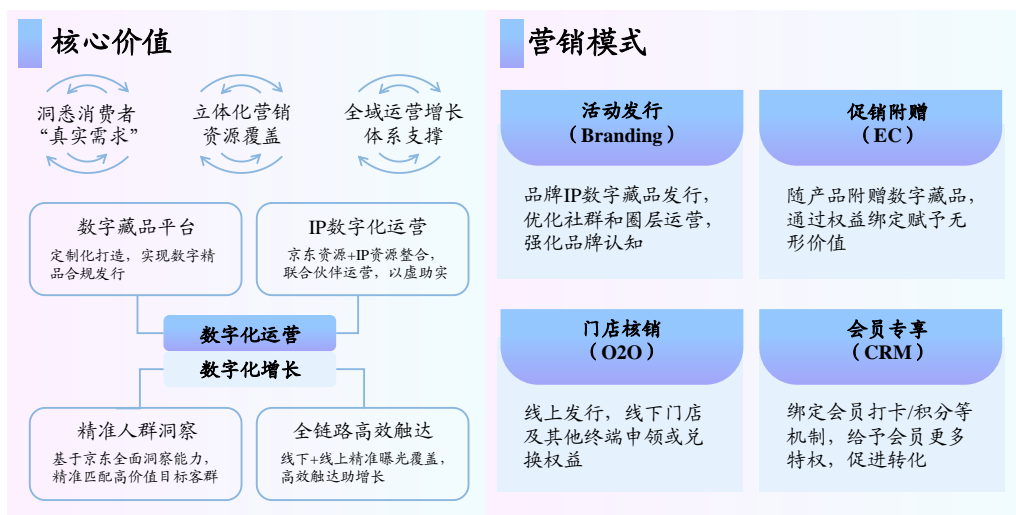 核心价值
洞悉消费者
“真实需求”
立体化营销
资源覆盖
全域运营增长
体系支撑
数字藏品平台
定制化打造，实现数字精
品合规发行
IP数字化运营
京东资源+IP资源整合，
联合伙伴运营，以虚助实
数字化运营
数字化增长
精准人群洞察
基于京东全面洞察能力，
精准匹配高价值目标客群
全链路高效触达
线下+线上精准曝光覆盖，
高效触达助增长
营销模式
活动发行
（Branding）
品牌IP数字藏品发行，
优化社群和圈层运营，
强化品牌认知
促销附赠
（EC）
随产品附赠数字藏品，
通过权益绑定赋予无
形价值
门店核销
（O2O）
线上发行，线下门店
及其他终端申领或兑
换权益
会员专享
（CRM）
绑定会员打卡/积分等
机制，给予会员更多
特权，促进转化